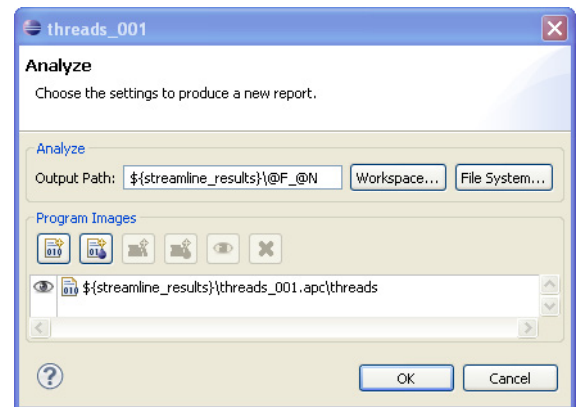 threads_001
Analyze
Choose the settings to produce a new report.
Analyze
Output Path: ${streamline_results}\@F_@N Workspace... File System...
Program Images
${streamline_results}\threads_001.apc\threads
OK Cancel